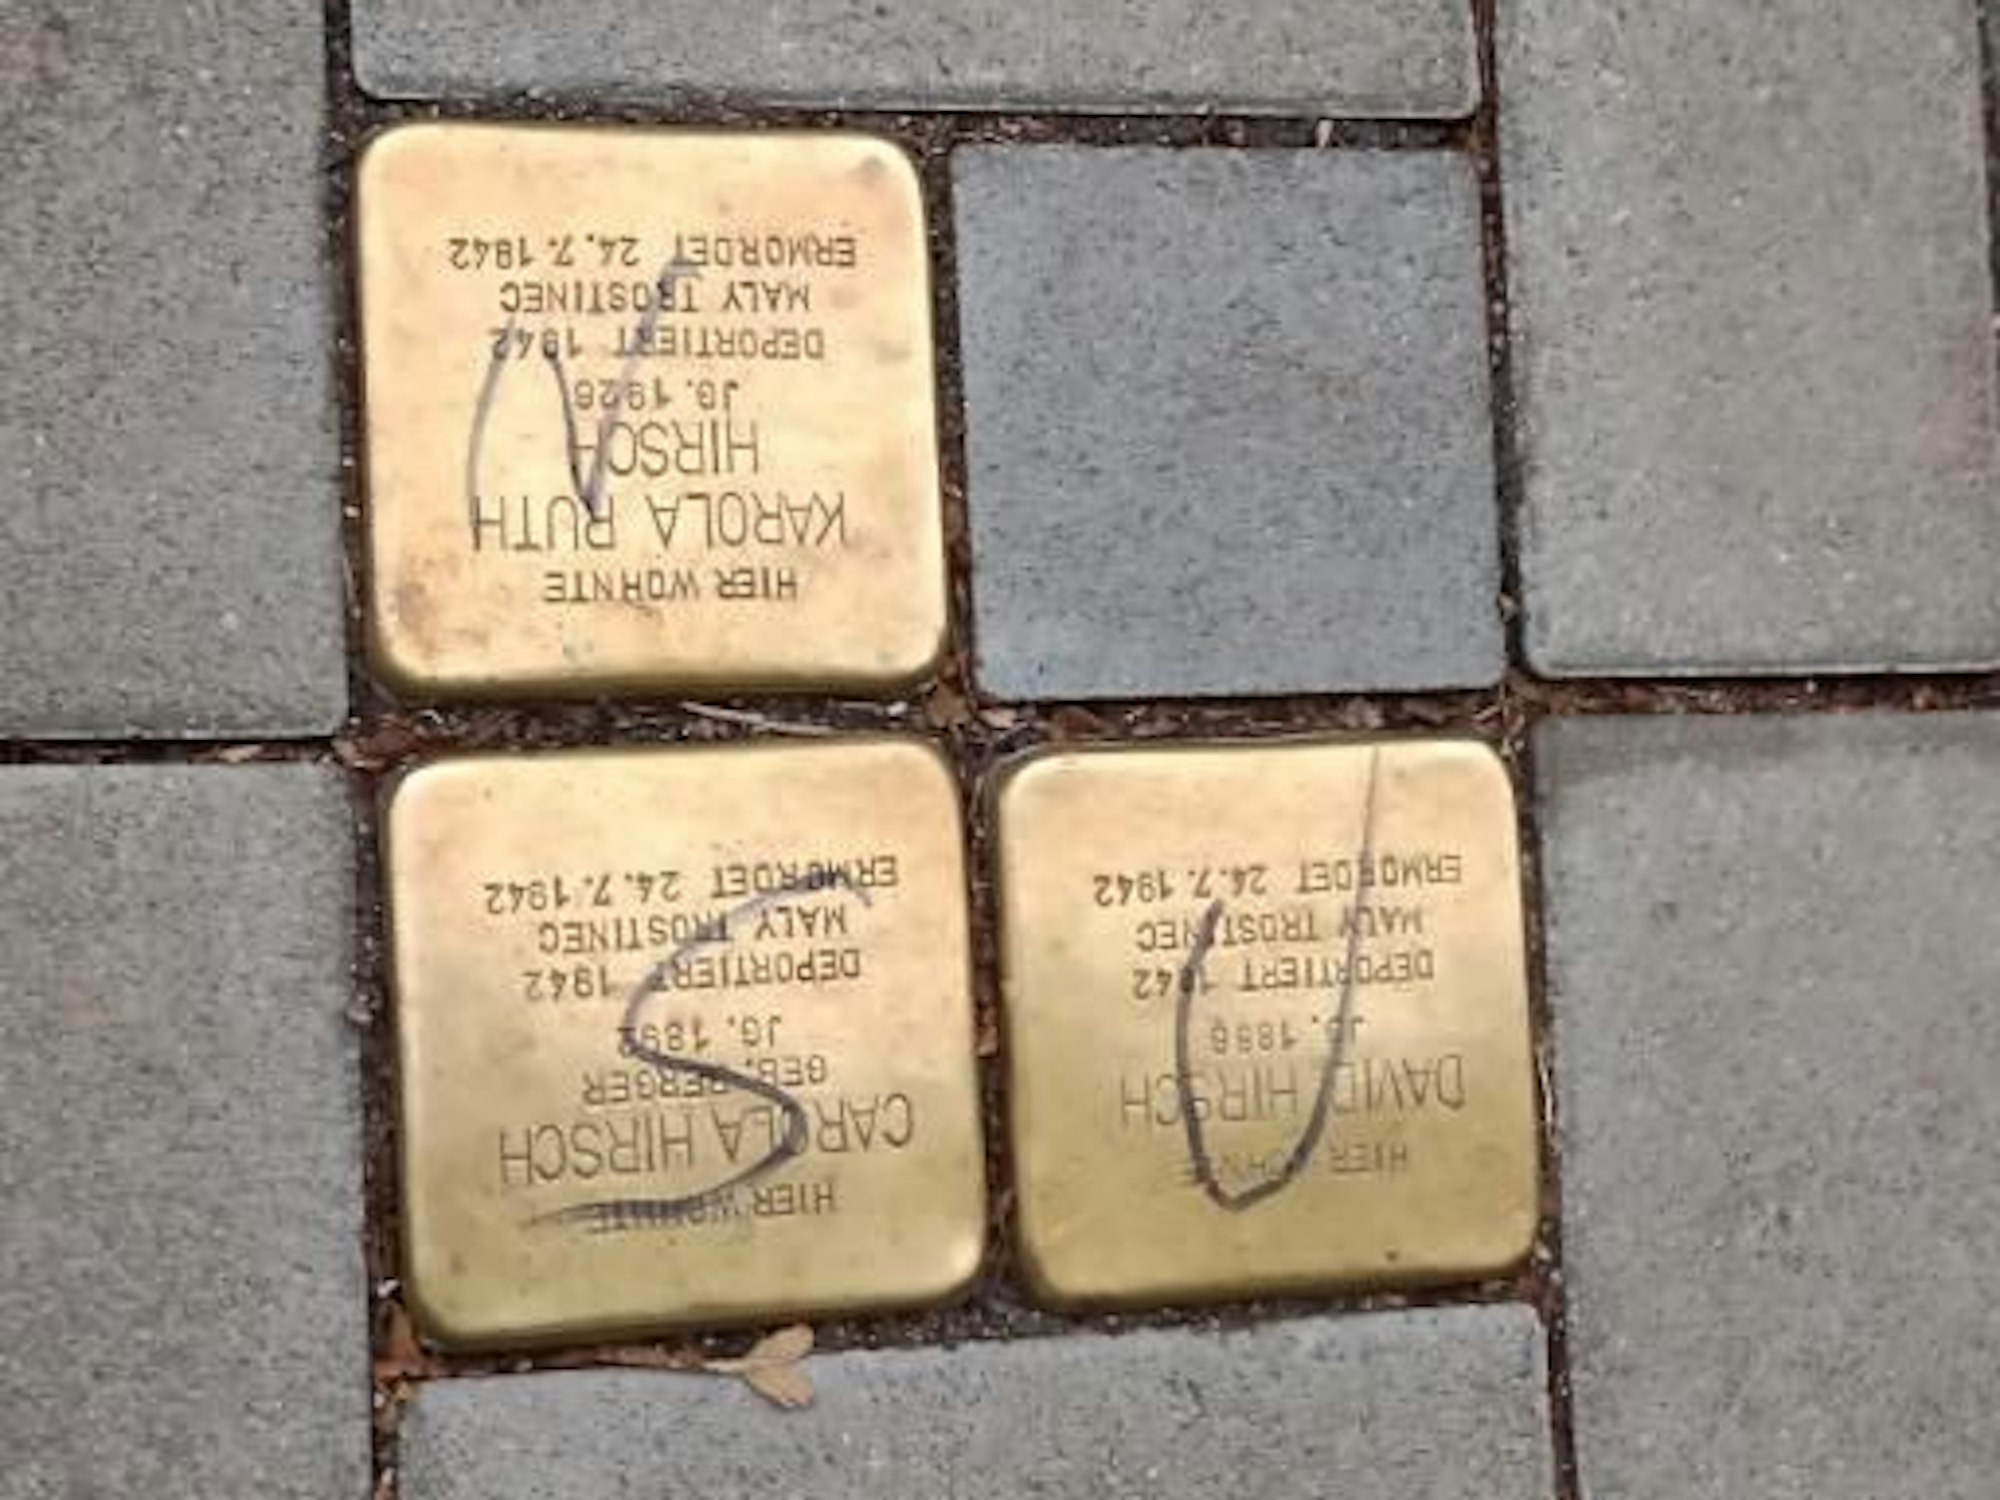 HIER WOHNTE
DAVID HIRSCH
JG. 1886
DEPORTIERT 1942
MALY TROSTINEC
ERMORDET 24.7.1942
HIER WOHNTE
CAROLA HIRSCH
GEB. BERGER
JG. 1892
DEPORTIERT 1942
MALY TROSTINEC
ERMORDET 24.7.1942
HIER WOHNTE
KAROLA RUTH
HIRSCH
JG. 1926
DEPORTIERT 1942
MALY TROSTINEC
ERMORDET 24.7.1942
N
S
U